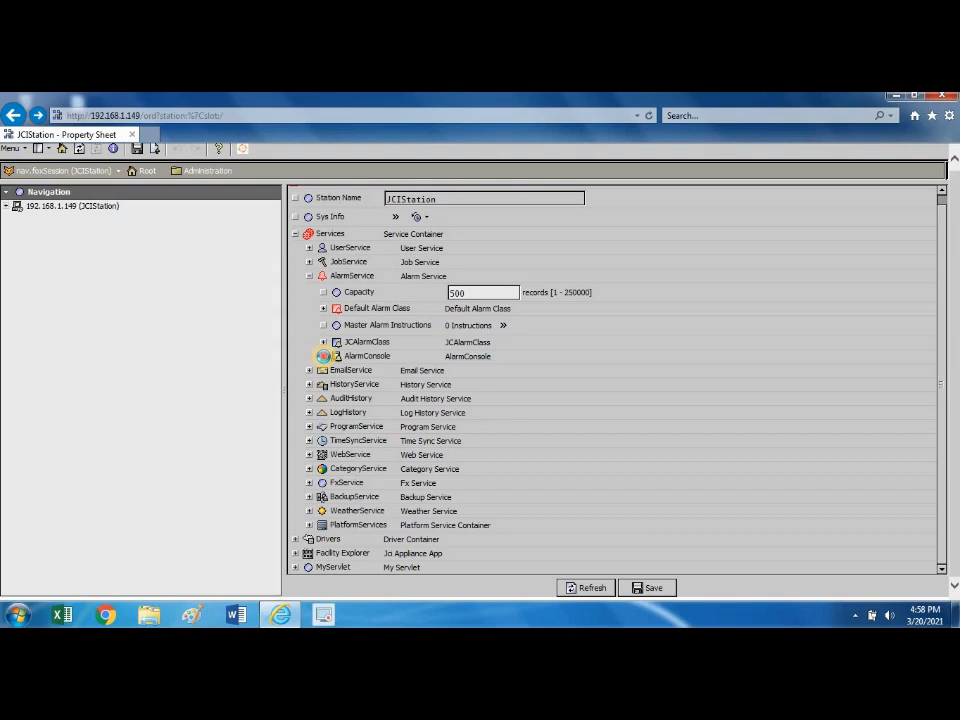 http://192.168.1.149/ord?station:%7Cslot:/
Search...
JCIStation - Property Sheet
Menu
nav.foxSession (JCIStation)
Root
Administration
Navigation
192.168.1.149 (JCIStation)
Station Name
JCIStation
Sys Info
Services Service Container
UserService User Service
JobService Job Service
AlarmService Alarm Service
Capacity 500 records [1 - 250000]
Default Alarm Class Default Alarm Class
Master Alarm Instructions 0 Instructions »
JCAlarmClass JCAlarmClass
AlarmConsole AlarmConsole
EmailService Email Service
HistoryService History Service
AuditHistory Audit History Service
LogHistory Log History Service
ProgramService Program Service
TimeSyncService Time Sync Service
WebService Web Service
CategoryService Category Service
FxService Fx Service
BackupService Backup Service
WeatherService Weather Service
PlatformServices Platform Service Container
Drivers Driver Container
Facility Explorer Jci Appliance App
MyServlet My Servlet
Refresh
Save
4:58 PM
3/20/2021